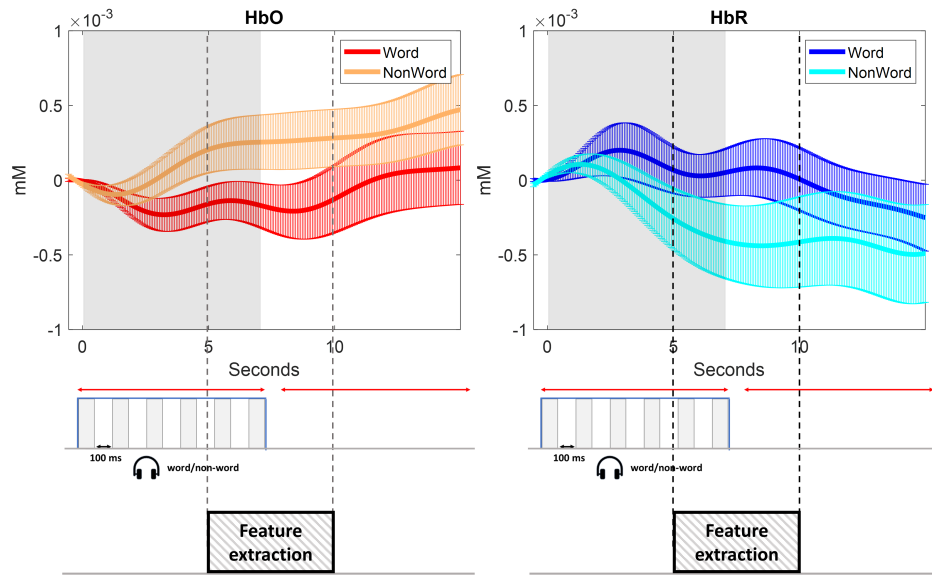 HbO
×10⁻³
1
0.5
0
-0.5
-1
mM
Word
NonWord
0
5
10
Seconds
100 ms
word/non-word
Feature
extraction
HbR
×10⁻³
1
0.5
0
-0.5
-1
mM
Word
NonWord
0
5
10
Seconds
100 ms
word/non-word
Feature
extraction